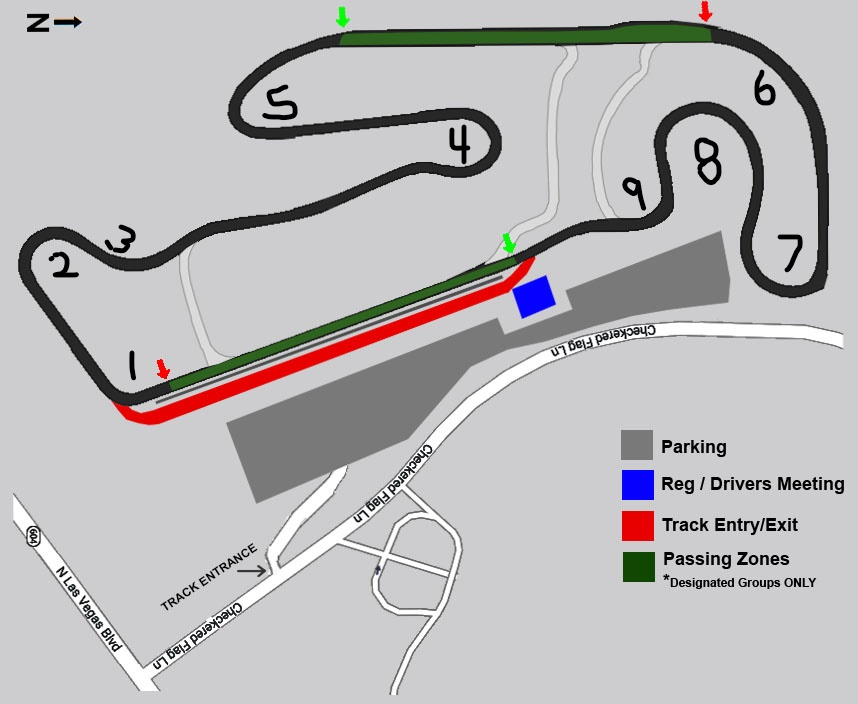 N
5
6
4
8
9
3
2
7
1
Checkered Flag Ln
Checkered Flag Ln
Checkered Flag Ln
604
N Las Vegas Blvd
TRACK ENTRANCE
Parking
Reg / Drivers Meeting
Track Entry/Exit
Passing Zones
*Designated Groups ONLY